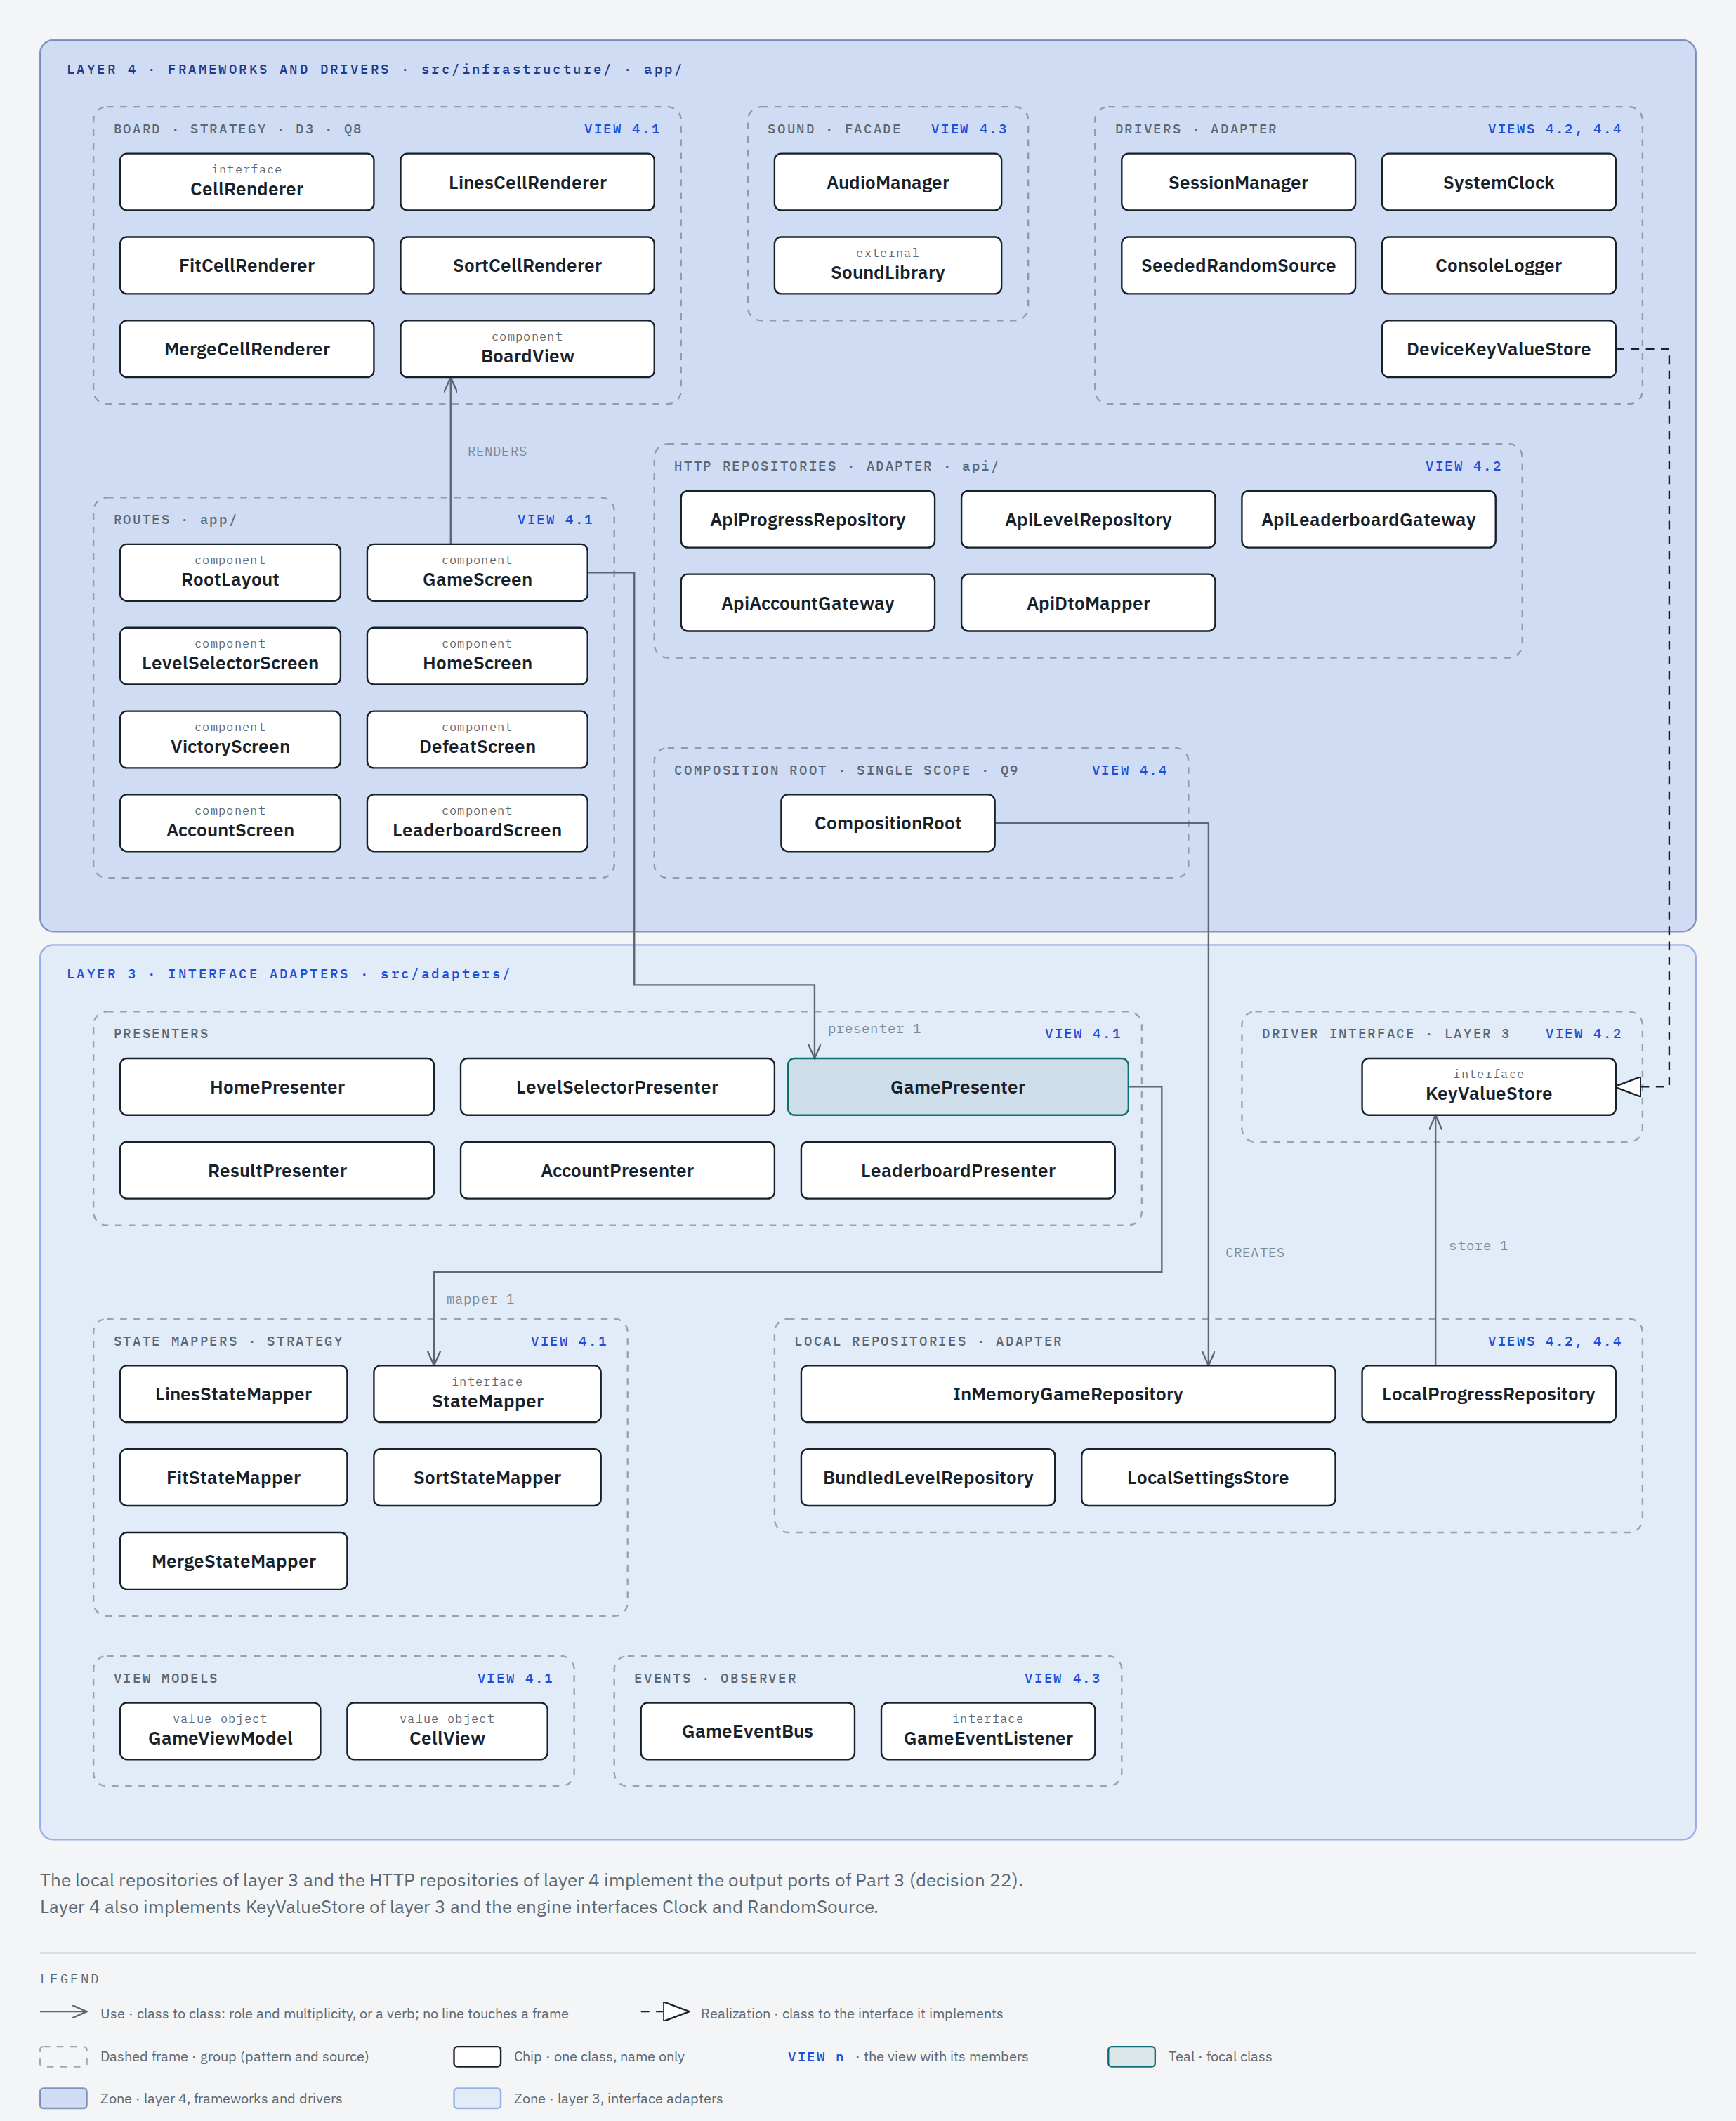 LAYER 4 · FRAMEWORKS AND DRIVERS · src/infrastructure/ · app/
BOARD · STRATEGY · D3 · Q8
VIEW 4.1
interface
CellRenderer
LinesCellRenderer
FitCellRenderer
SortCellRenderer
MergeCellRenderer
component
BoardView
SOUND · FACADE
VIEW 4.3
AudioManager
external
SoundLibrary
DRIVERS · ADAPTER
VIEWS 4.2, 4.4
SessionManager
SystemClock
SeededRandomSource
ConsoleLogger
DeviceKeyValueStore
RENDERS
ROUTES · app/
VIEW 4.1
component
RootLayout
component
GameScreen
component
LevelSelectorScreen
component
HomeScreen
component
VictoryScreen
component
DefeatScreen
component
AccountScreen
component
LeaderboardScreen
HTTP REPOSITORIES · ADAPTER · api/
VIEW 4.2
ApiProgressRepository
ApiLevelRepository
ApiLeaderboardGateway
ApiAccountGateway
ApiDtoMapper
COMPOSITION ROOT · SINGLE SCOPE · Q9
VIEW 4.4
CompositionRoot
LAYER 3 · INTERFACE ADAPTERS · src/adapters/
PRESENTERS
presenter 1
VIEW 4.1
HomePresenter
LevelSelectorPresenter
GamePresenter
ResultPresenter
AccountPresenter
LeaderboardPresenter
DRIVER INTERFACE · LAYER 3
VIEW 4.2
interface
KeyValueStore
CREATES
store 1
mapper 1
STATE MAPPERS · STRATEGY
VIEW 4.1
LinesStateMapper
interface
StateMapper
FitStateMapper
SortStateMapper
MergeStateMapper
LOCAL REPOSITORIES · ADAPTER
VIEWS 4.2, 4.4
InMemoryGameRepository
LocalProgressRepository
BundledLevelRepository
LocalSettingsStore
VIEW MODELS
VIEW 4.1
value object
GameViewModel
value object
CellView
EVENTS · OBSERVER
VIEW 4.3
GameEventBus
interface
GameEventListener
The local repositories of layer 3 and the HTTP repositories of layer 4 implement the output ports of Part 3 (decision 22).
Layer 4 also implements KeyValueStore of layer 3 and the engine interfaces Clock and RandomSource.
LEGEND
Use · class to class: role and multiplicity, or a verb; no line touches a frame
Realization · class to the interface it implements
Dashed frame · group (pattern and source)
Chip · one class, name only
VIEW n · the view with its members
Teal · focal class
Zone · layer 4, frameworks and drivers
Zone · layer 3, interface adapters